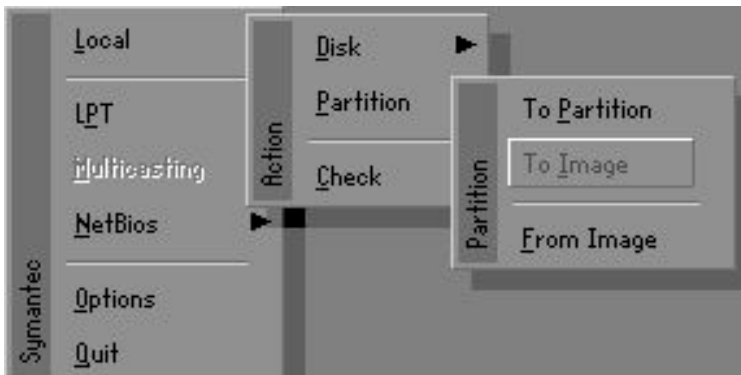 Symantec
Local
LPT
Multicasting
NetBios
Options
Quit
Action
Disk
Partition
Check
Partition
To Partition
To Image
From Image